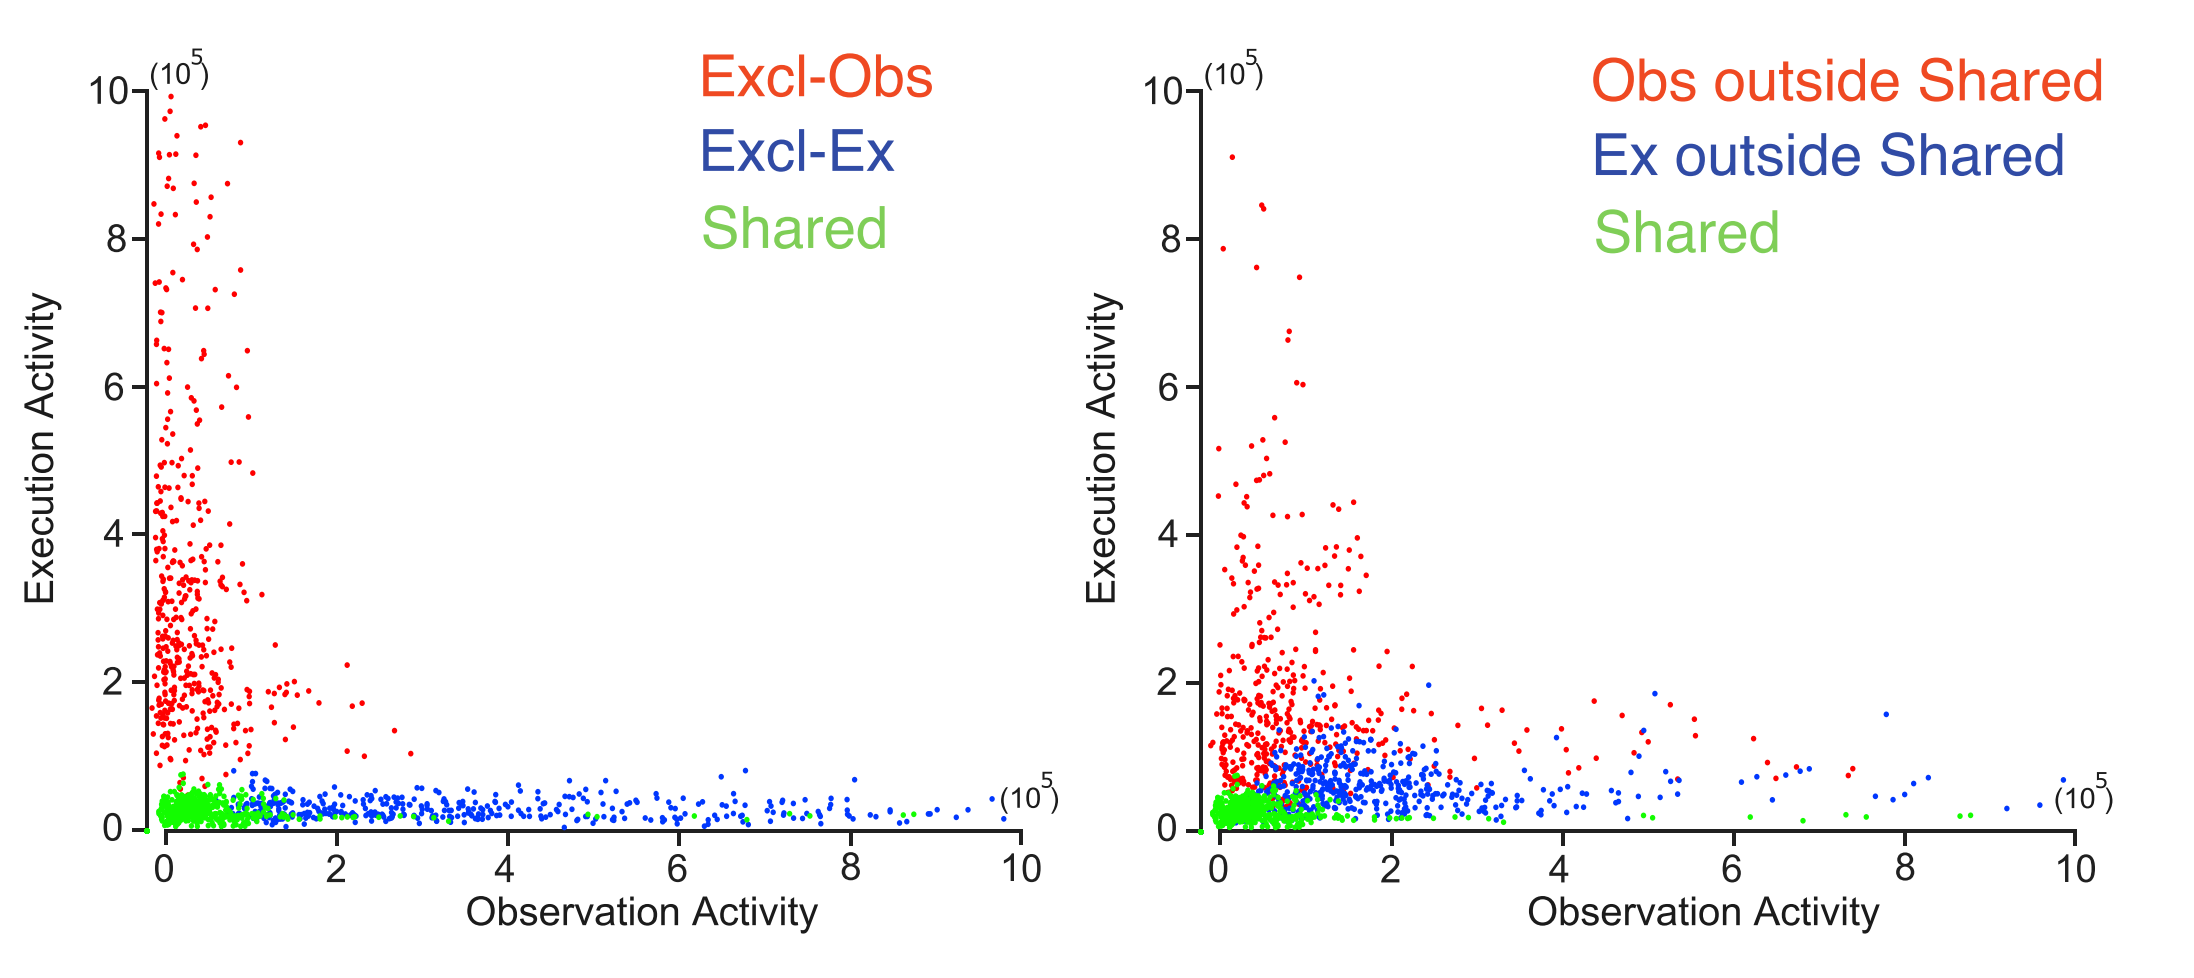 (10^5)
10
8
6
4
2
0
Execution Activity
Excl-Obs
Excl-Ex
Shared
(10^5)
0 2 4 6 8 10
Observation Activity
(10^5)
10
8
6
4
2
0
Execution Activity
Obs outside Shared
Ex outside Shared
Shared
(10^5)
0 2 4 6 8 10
Observation Activity